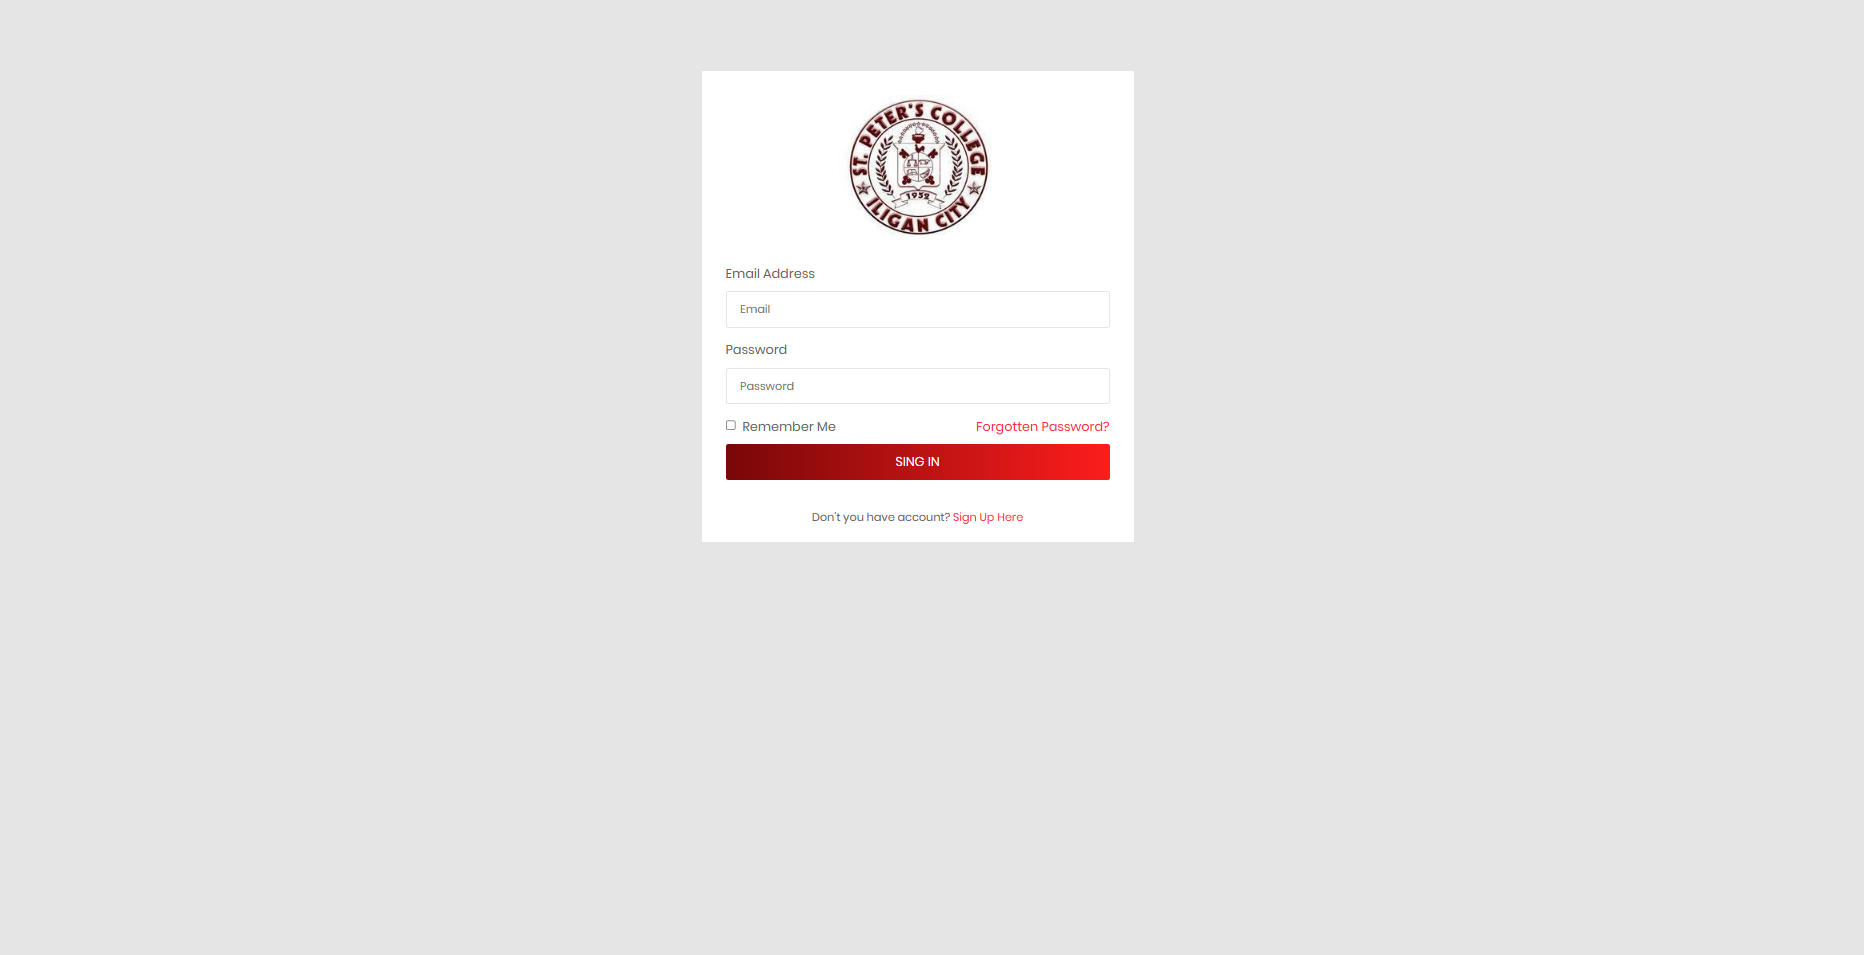 ST. PETER'S COLLEGE
1952
ILIGAN CITY
Email Address
Email
Password
Password
Remember Me
Forgotten Password?
SING IN
Don't you have account? Sign Up Here